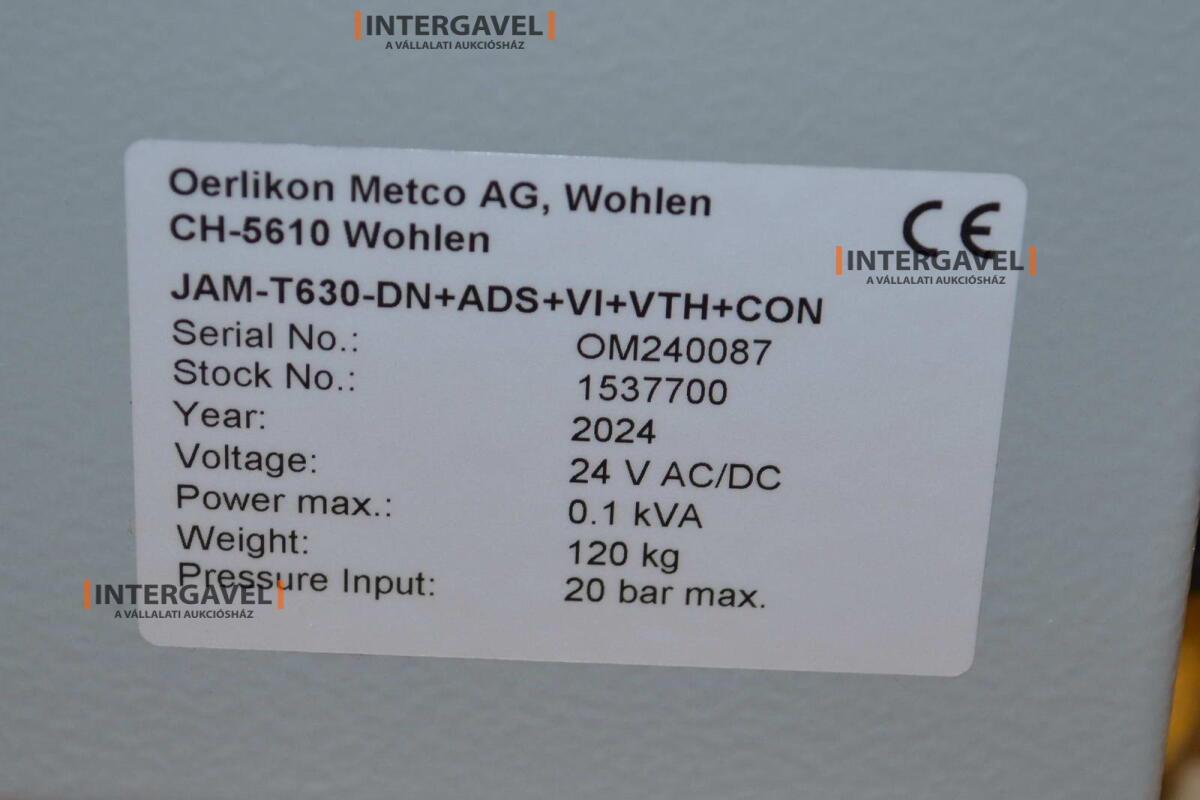 INTERGAVEL
A VÁLLALATI AUKCIÓSHÁZ
Oerlikon Metco AG, Wohlen
CH-5610 Wohlen
CE
INTERGAVEL
A VÁLLALATI AUKCIÓSHÁZ
JAM-T630-DN+ADS+VI+VTH+CON
Serial No.: OM240087
Stock No.: 1537700
Year: 2024
Voltage: 24 V AC/DC
Power max.: 0.1 kVA
Weight: 120 kg
Pressure Input: 20 bar max.
INTERGAVEL
A VÁLLALATI AUKCIÓSHÁZ